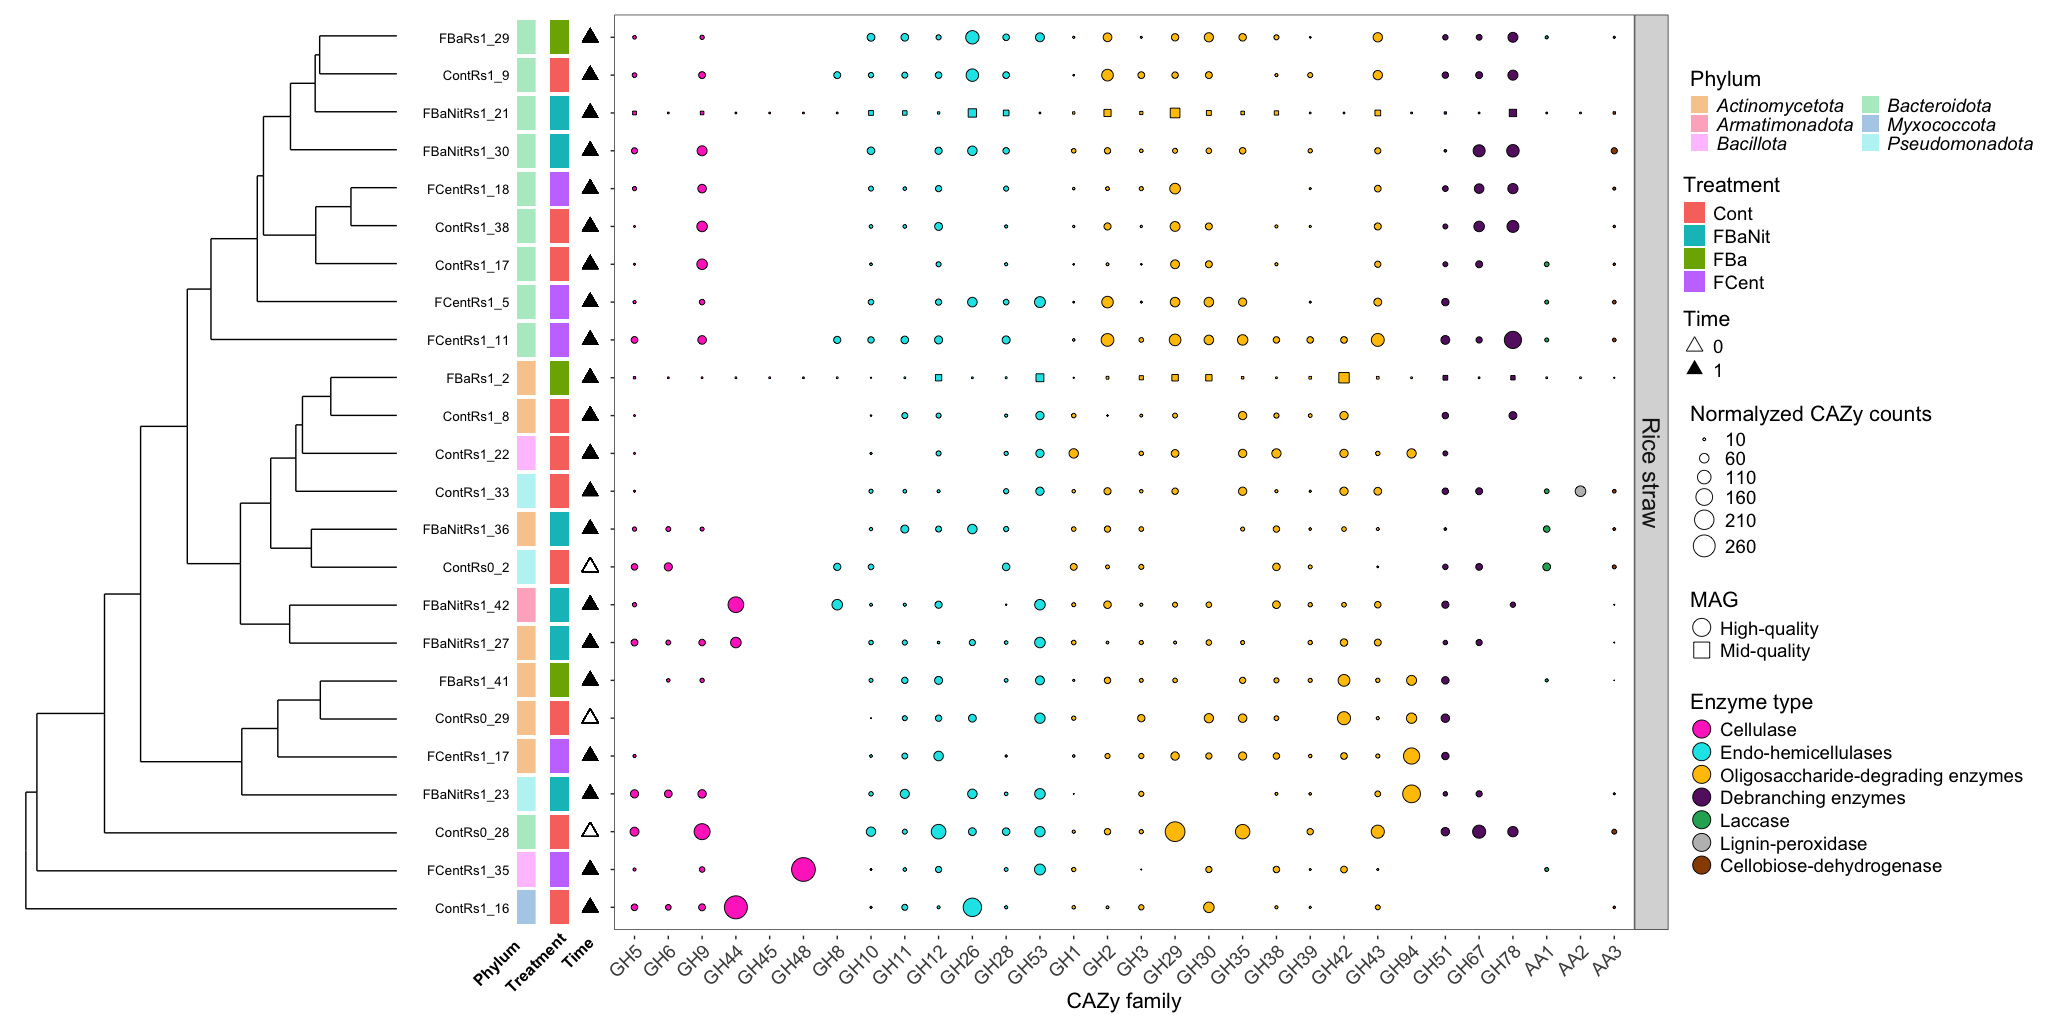 FBaRs1_29
ContRs1_9
FBaNitRs1_21
FBaNitRs1_30
FCentRs1_18
ContRs1_38
ContRs1_17
FCentRs1_5
FCentRs1_11
FBaRs1_2
ContRs1_8
ContRs1_22
ContRs1_33
FBaNitRs1_36
ContRs0_2
FBaNitRs1_42
FBaNitRs1_27
FBaRs1_41
ContRs0_29
FCentRs1_17
FBaNitRs1_23
ContRs0_28
FCentRs1_35
ContRs1_16
Phylum
Treatment
Time
GH5
GH6
GH9
GH44
GH45
GH48
GH8
GH10
GH11
GH12
GH26
GH28
GH53
GH1
GH2
GH3
GH29
GH30
GH35
GH38
GH39
GH42
GH43
GH94
GH51
GH67
GH78
AA1
AA2
AA3
CAZy family
Rice straw
Phylum
Actinomycetota Bacteroidota
Armatimonadota Myxococcota
Bacillota Pseudomonadota
Treatment
Cont
FBaNit
FBa
FCent
Time
0
1
Normalyzed CAZy counts
10
60
110
160
210
260
MAG
High-quality
Mid-quality
Enzyme type
Cellulase
Endo-hemicellulases
Oligosaccharide-degrading enzymes
Debranching enzymes
Laccase
Lignin-peroxidase
Cellobiose-dehydrogenase